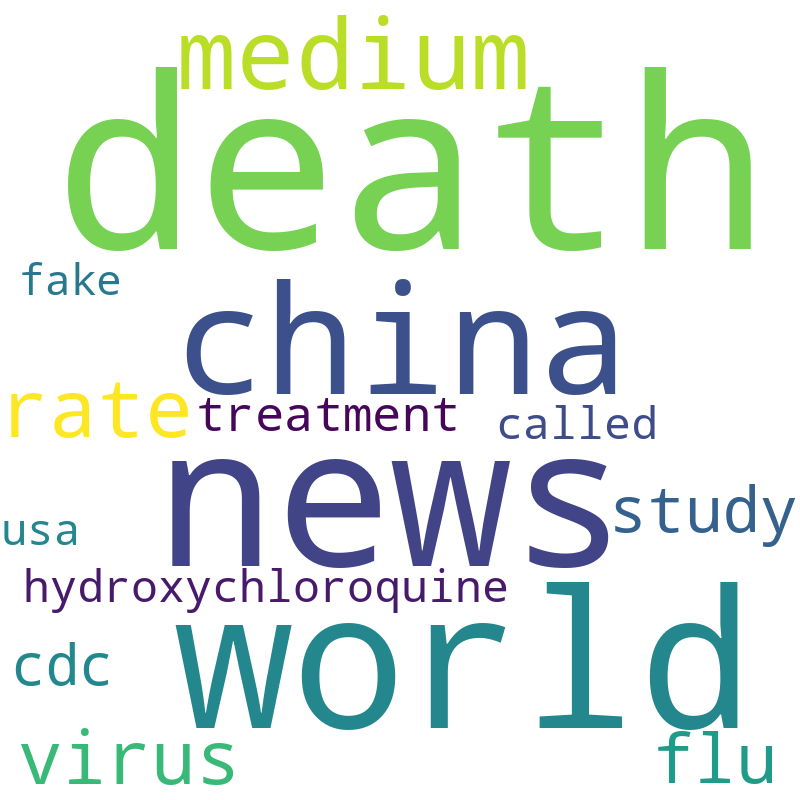 medium
death
fake
china
rate
treatment
called
news
study
usa
hydroxychloroquine
world
cdc
virus
flu